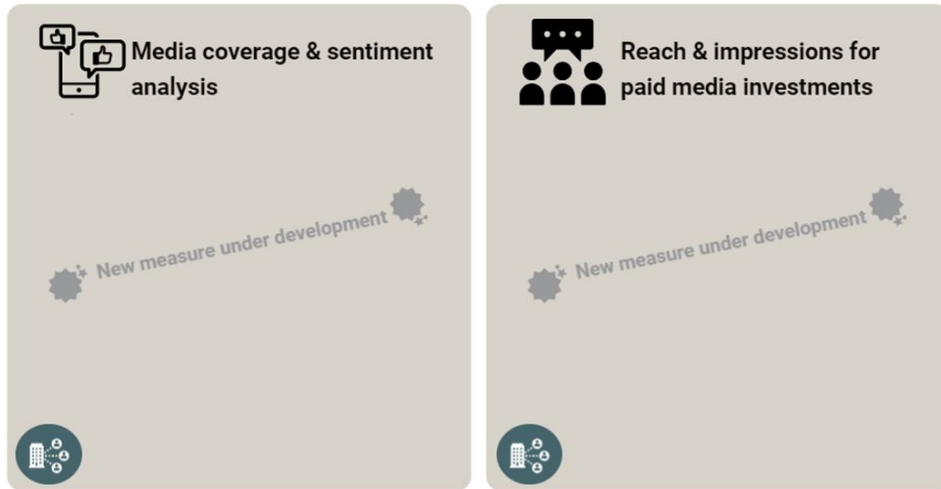 Media coverage & sentiment
analysis
New measure under development
Reach & impressions for
paid media investments
New measure under development